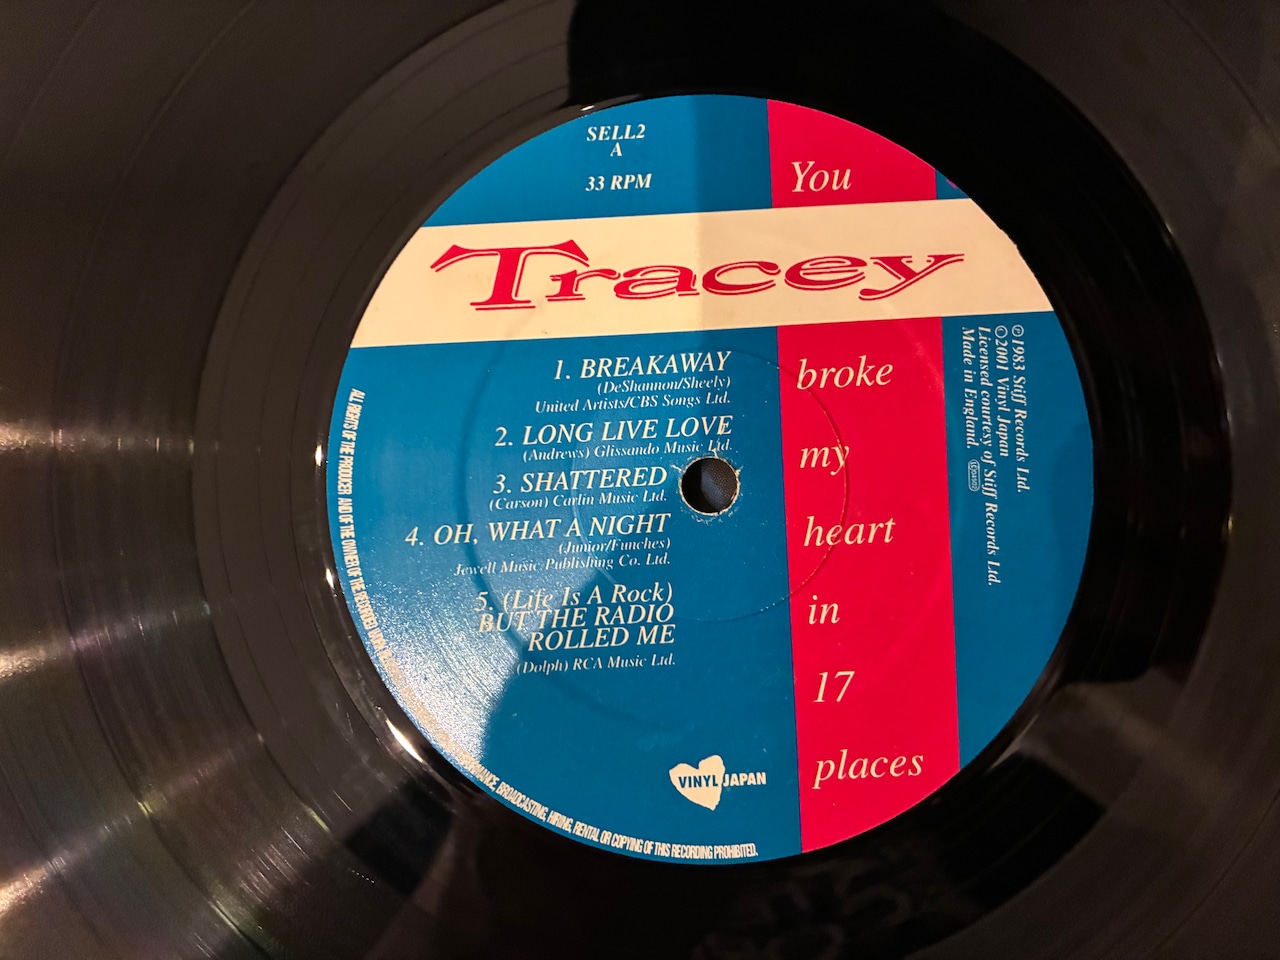 SELL2
A
33 RPM
You
Tracey
1. BREAKAWAY
(DeShannon/Sheely)
United Artists/CBS Songs Ltd.
2. LONG LIVE LOVE
(Andrews) Glissando Music Ltd.
3. SHATTERED
(Carson) Carlin Music Ltd.
4. OH, WHAT A NIGHT
(Junior/Funches)
Jewell Music Publishing Co. Ltd.
5. (Life Is A Rock)
BUT THE RADIO
ROLLED ME
(Dolph) RCA Music Ltd.
broke
my
heart
in
17
places
℗1983 Stiff Records Ltd.
©2001 Vinyl Japan
Licensed courtesy of Stiff Records Ltd.
Made in England.
VINYL JAPAN
ALL RIGHTS OF THE PRODUCER AND OF THE OWNER OF THE RECORDED BROADCASTING, HIRING, RENTAL OR COPYING OF THIS RECORDING PROHIBITED.